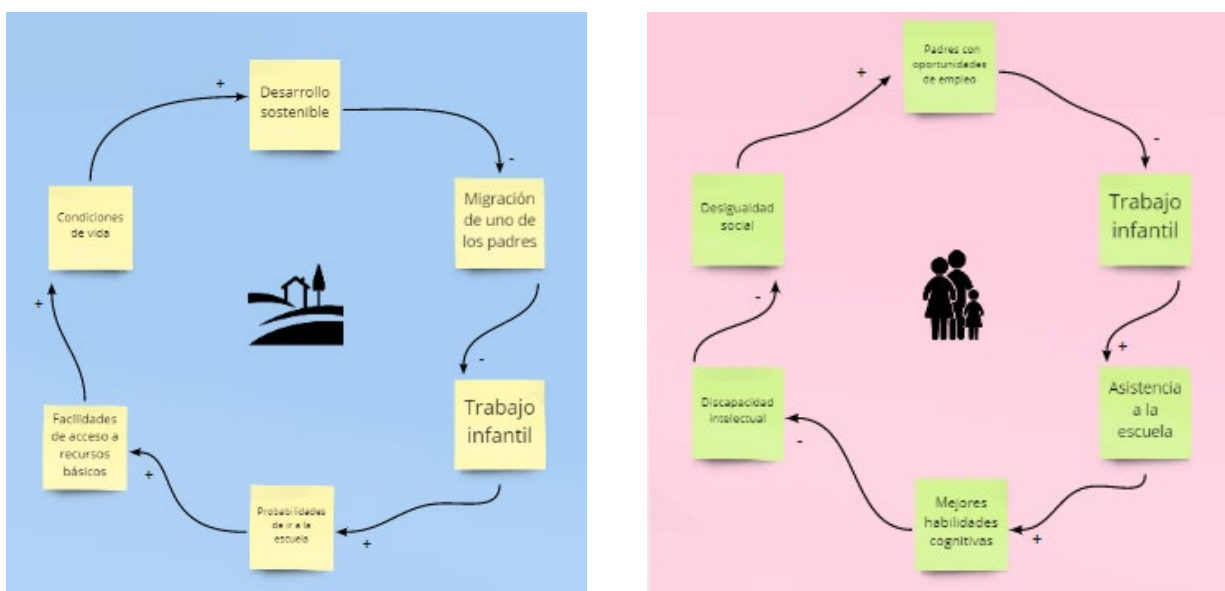 Desarrollo
sostenible
+
-
Migración
de uno de
los padres
-
Trabajo
infantil
+
Probabilidades
de ir a la
escuela
+
Facilidades
de acceso a
recursos
básicos
+
Condiciones
de vida
+
Padres con
oportunidades
de empleo
-
Trabajo
infantil
+
Asistencia
a la
escuela
+
Mejores
habilidades
cognitivas
-
Discapacidad
intelectual
-
Desigualdad
social